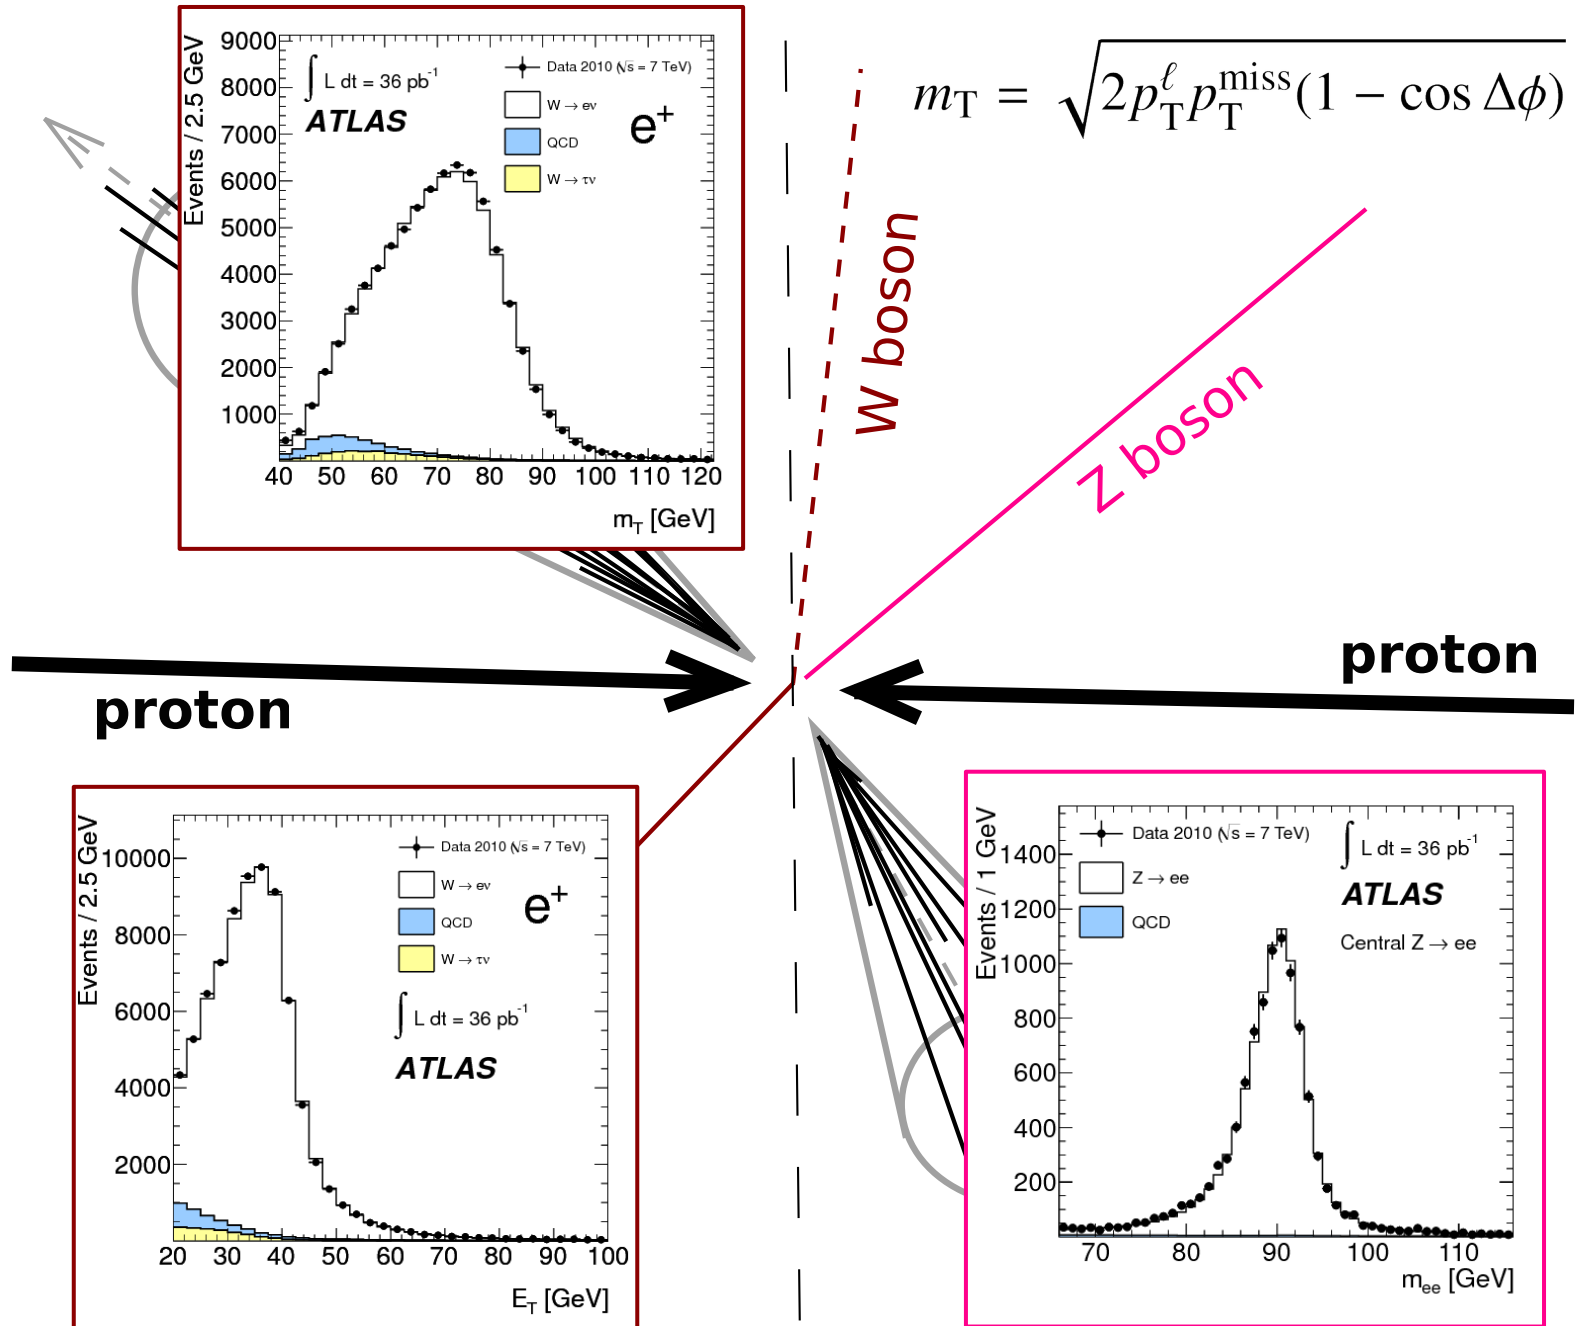 9000
8000
7000
6000
5000
4000
3000
2000
1000
Events / 2.5 GeV
∫ L dt = 36 pb⁻¹
ATLAS
Data 2010 (√s = 7 TeV)
W → eν
QCD
W → τν
e⁺
40 50 60 70 80 90 100 110 120
m_T [GeV]
m_T = √2p_T^ℓ p_T^miss(1 − cos Δϕ)
W boson
Z boson
proton
proton
10000
8000
6000
4000
2000
Events / 2.5 GeV
Data 2010 (√s = 7 TeV)
W → eν
QCD
W → τν
e⁺
∫ L dt = 36 pb⁻¹
ATLAS
20 30 40 50 60 70 80 90 100
E_T [GeV]
1400
1200
1000
800
600
400
200
Events / 1 GeV
Data 2010 (√s = 7 TeV)
Z → ee
QCD
∫ L dt = 36 pb⁻¹
ATLAS
Central Z → ee
70 80 90 100 110
m_ee [GeV]